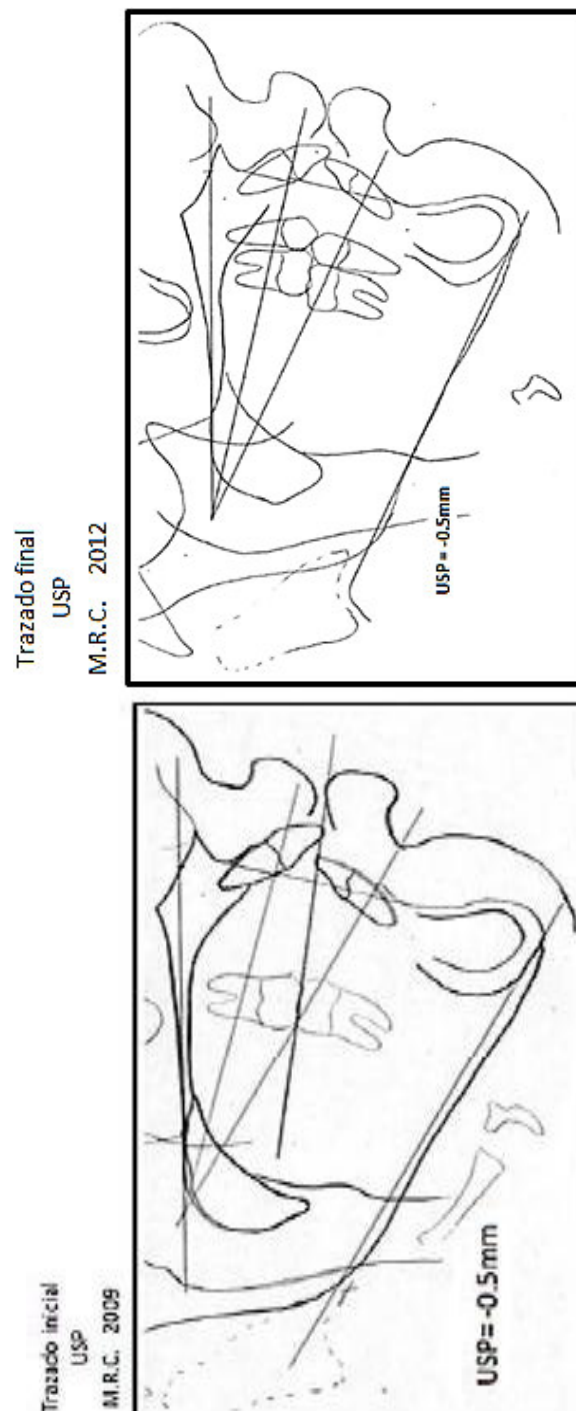 Trazado inicial
USP
M.R.C. 2009
USP= -0.5mm
Trazado final
USP
M.R.C. 2012
USP= -0.5mm